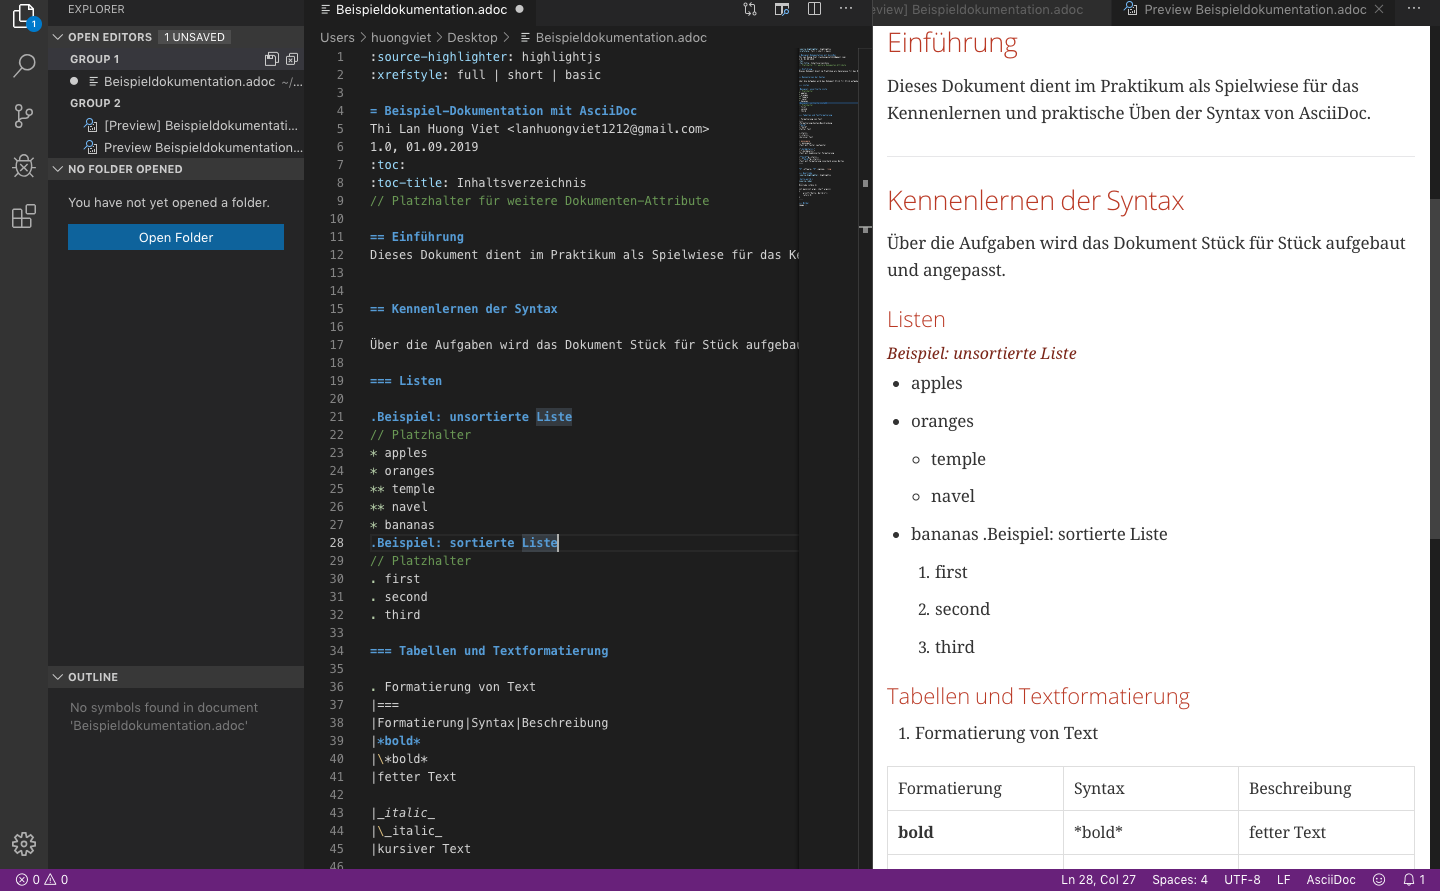 EXPLORER
OPEN EDITORS 1 UNSAVED
GROUP 1
Beispieldokumentation.adoc ~/...
GROUP 2
[Preview] Beispieldokumentati...
Preview Beispieldokumentation...
NO FOLDER OPENED
You have not yet opened a folder.
Open Folder
OUTLINE
No symbols found in document
'Beispieldokumentation.adoc'
1
Beispieldokumentation.adoc
Users > huongviet > Desktop > Beispieldokumentation.adoc
1 :source-highlighter: highlightjs
2 :xrefstyle: full | short | basic
3
4 = Beispiel-Dokumentation mit AsciiDoc
5 Thi Lan Huong Viet <lanhuongviet1212@gmail.com>
6 1.0, 01.09.2019
7 :toc:
8 :toc-title: Inhaltsverzeichnis
9 // Platzhalter für weitere Dokumenten-Attribute
10
11 == Einführung
12 Dieses Dokument dient im Praktikum als Spielwiese für das Ke
13
14
15 == Kennenlernen der Syntax
16
17 Über die Aufgaben wird das Dokument Stück für Stück aufgebau
18
19 === Listen
20
21 .Beispiel: unsortierte Liste
22 // Platzhalter
23 * apples
24 * oranges
25 ** temple
26 ** navel
27 * bananas
28 .Beispiel: sortierte Liste
29 // Platzhalter
30 . first
31 . second
32 . third
33
34 === Tabellen und Textformatierung
35
36 . Formatierung von Text
37 |===
38 |Formatierung|Syntax|Beschreibung
39 |*bold*
40 |\*bold*
41 |fetter Text
42
43 |_italic_
44 |\_italic_
45 |kursiver Text
46
eview] Beispieldokumentation.adoc
Preview Beispieldokumentation.adoc
Einführung
Dieses Dokument dient im Praktikum als Spielwiese für das
Kennenlernen und praktische Üben der Syntax von AsciiDoc.
Kennenlernen der Syntax
Über die Aufgaben wird das Dokument Stück für Stück aufgebaut
und angepasst.
Listen
Beispiel: unsortierte Liste
• apples
• oranges
◦ temple
◦ navel
• bananas .Beispiel: sortierte Liste
1. first
2. second
3. third
Tabellen und Textformatierung
1. Formatierung von Text
Formatierung Syntax Beschreibung
bold *bold* fetter Text
0 0
Ln 28, Col 27 Spaces: 4 UTF-8 LF AsciiDoc 1